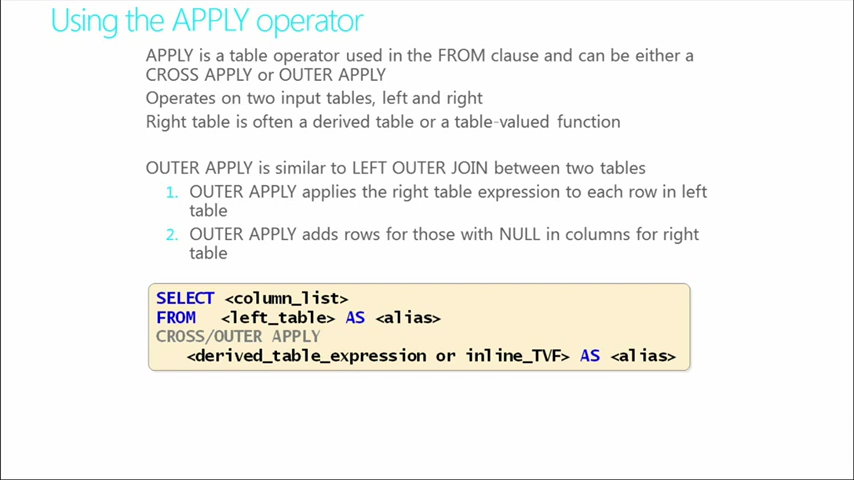 Using the APPLY operator
APPLY is a table operator used in the FROM clause and can be either a
CROSS APPLY or OUTER APPLY
Operates on two input tables, left and right
Right table is often a derived table or a table-valued function
OUTER APPLY is similar to LEFT OUTER JOIN between two tables
1. OUTER APPLY applies the right table expression to each row in left
table
2. OUTER APPLY adds rows for those with NULL in columns for right
table
SELECT <column_list>
FROM <left_table> AS <alias>
CROSS/OUTER APPLY
<derived_table_expression or inline_TVF> AS <alias>